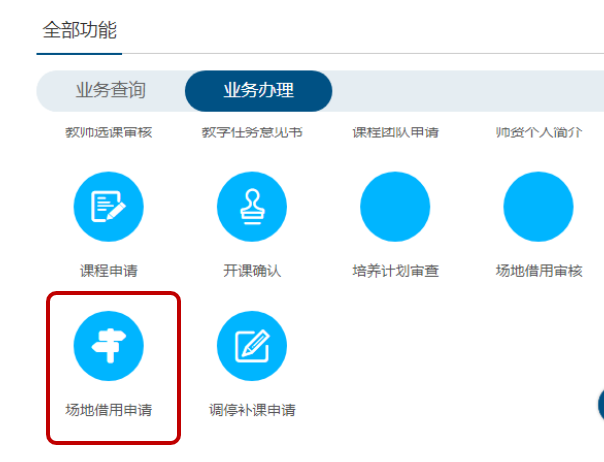 全部功能
业务查询 业务办理
教师选课审核 教学任务意见书 课程团队申请 师资个人简介
课程申请 开课确认 培养计划审查 场地借用审核
场地借用申请 调停补课申请